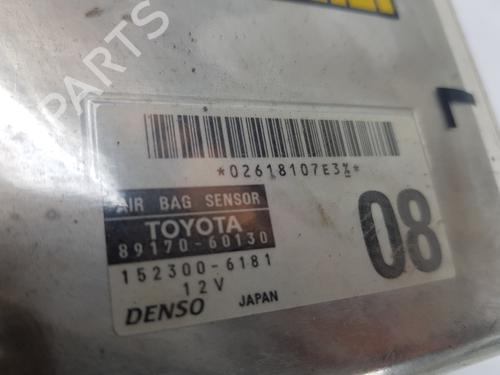 *02618107E3%*
AIR BAG SENSOR
TOYOTA
89170-60130
152300-6181
12V
DENSO JAPAN
08
B-PARTS